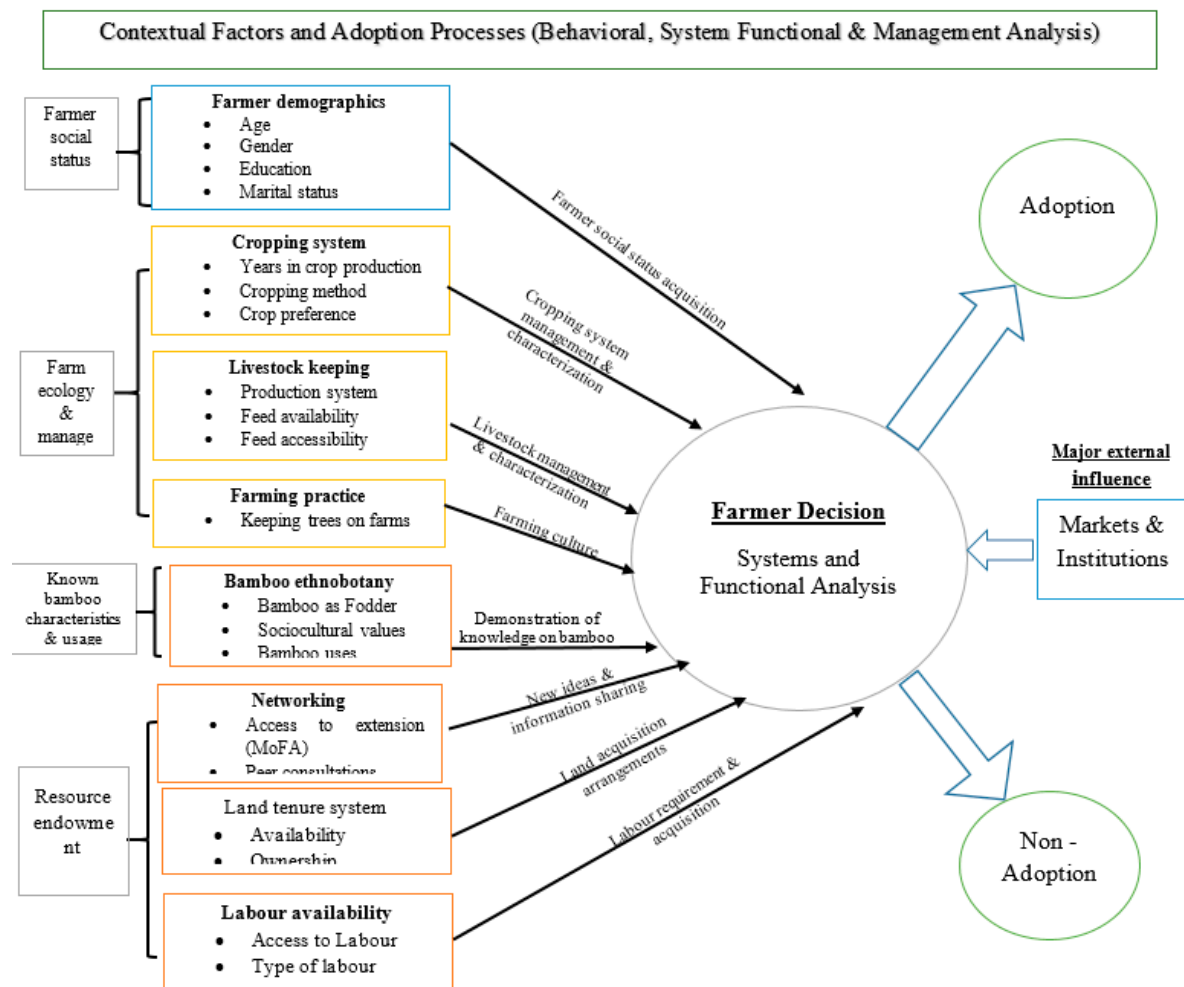 Contextual Factors and Adoption Processes (Behavioral, System Functional & Management Analysis)
Farmer
social
status
Farmer demographics
• Age
• Gender
• Education
• Marital status
Farmer social status acquisition
Farm
ecology
&
manage
Cropping system
• Years in crop production
• Cropping method
• Crop preference
Cropping system
management &
characterization
Livestock keeping
• Production system
• Feed availability
• Feed accessibility
Livestock management
& characterization
Farming practice
• Keeping trees on farms
Farming culture
Known
bamboo
characteristics
& usage
Bamboo ethnobotany
• Bamboo as Fodder
• Sociocultural values
• Bamboo uses
Demonstration of
knowledge on bamboo
Resource
endowme
nt
Networking
• Access to extension
(MoFA)
• Peer consultations
New ideas &
information sharing
Land tenure system
• Availability
• Ownership
Land acquisition
arrangements
Labour availability
• Access to Labour
• Type of labour
Labour requirement &
acquisition
Farmer Decision
Systems and
Functional Analysis
Adoption
Major external
influence
Markets &
Institutions
Non -
Adoption